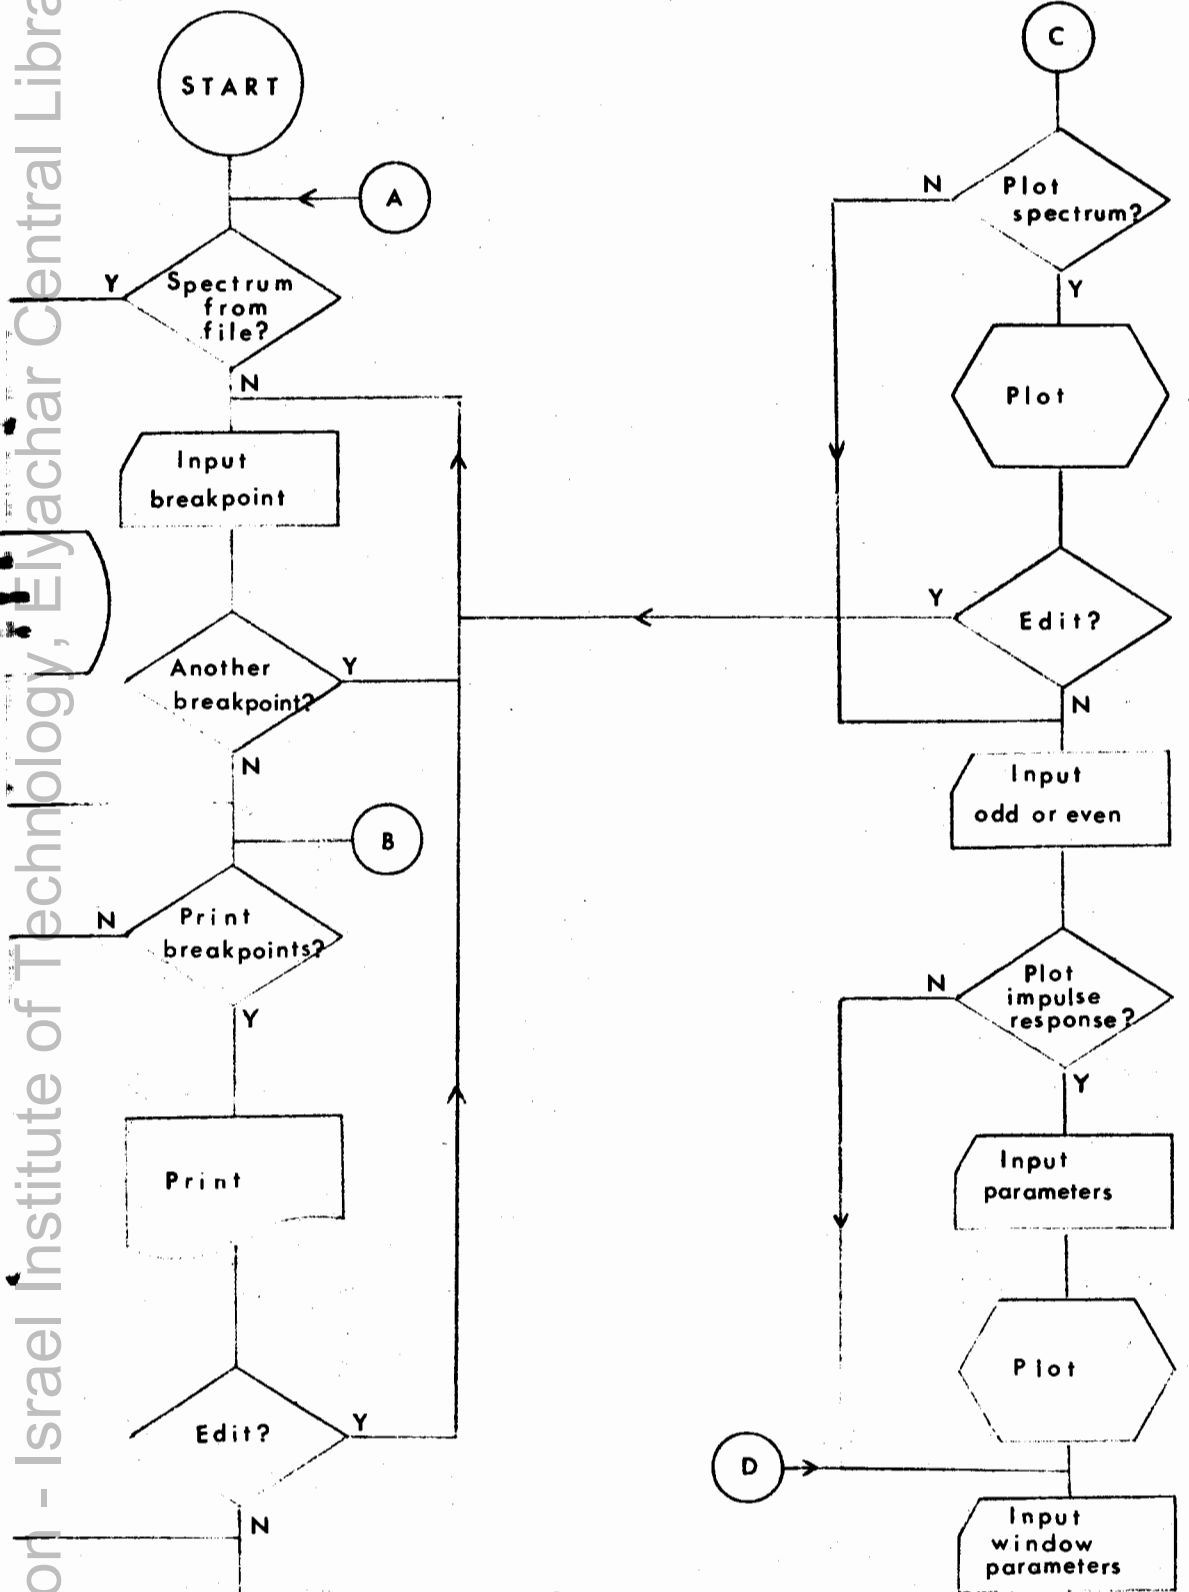 START
A
Y
Spectrum
from
file?
N
Input
breakpoint
Another
breakpoint?
Y
N
B
N
Print
breakpoints?
Y
Print
Edit?
Y
N
C
N
Plot
spectrum?
Y
Plot
Y
Edit?
N
Input
odd or even
N
Plot
impulse
response?
Y
Input
parameters
Plot
D
Input
window
parameters
on - Israel Institute of Technology, Elyachar Central Libra